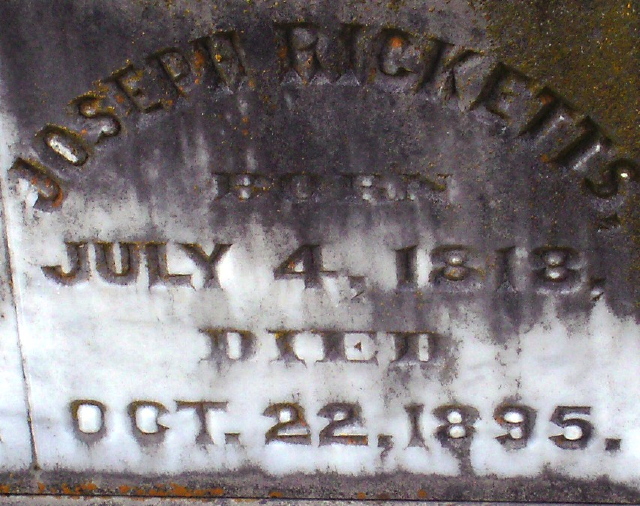 JOSEPH RICKETTS,
BORN
JULY 4, 1818,
DIED
OCT. 22, 1895.